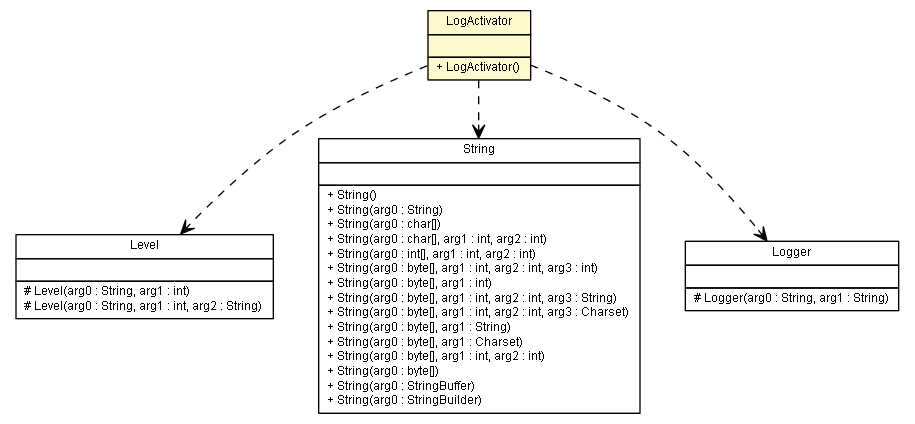 LogActivator
+ LogActivator()
String
+ String()
+ String(arg0 : String)
+ String(arg0 : char[])
+ String(arg0 : char[], arg1 : int, arg2 : int)
+ String(arg0 : int[], arg1 : int, arg2 : int)
+ String(arg0 : byte[], arg1 : int, arg2 : int, arg3 : int)
+ String(arg0 : byte[], arg1 : int)
+ String(arg0 : byte[], arg1 : int, arg2 : int, arg3 : String)
+ String(arg0 : byte[], arg1 : int, arg2 : int, arg3 : Charset)
+ String(arg0 : byte[], arg1 : String)
+ String(arg0 : byte[], arg1 : Charset)
+ String(arg0 : byte[], arg1 : int, arg2 : int)
+ String(arg0 : byte[])
+ String(arg0 : StringBuffer)
+ String(arg0 : StringBuilder)
Level
# Level(arg0 : String, arg1 : int)
# Level(arg0 : String, arg1 : int, arg2 : String)
Logger
# Logger(arg0 : String, arg1 : String)